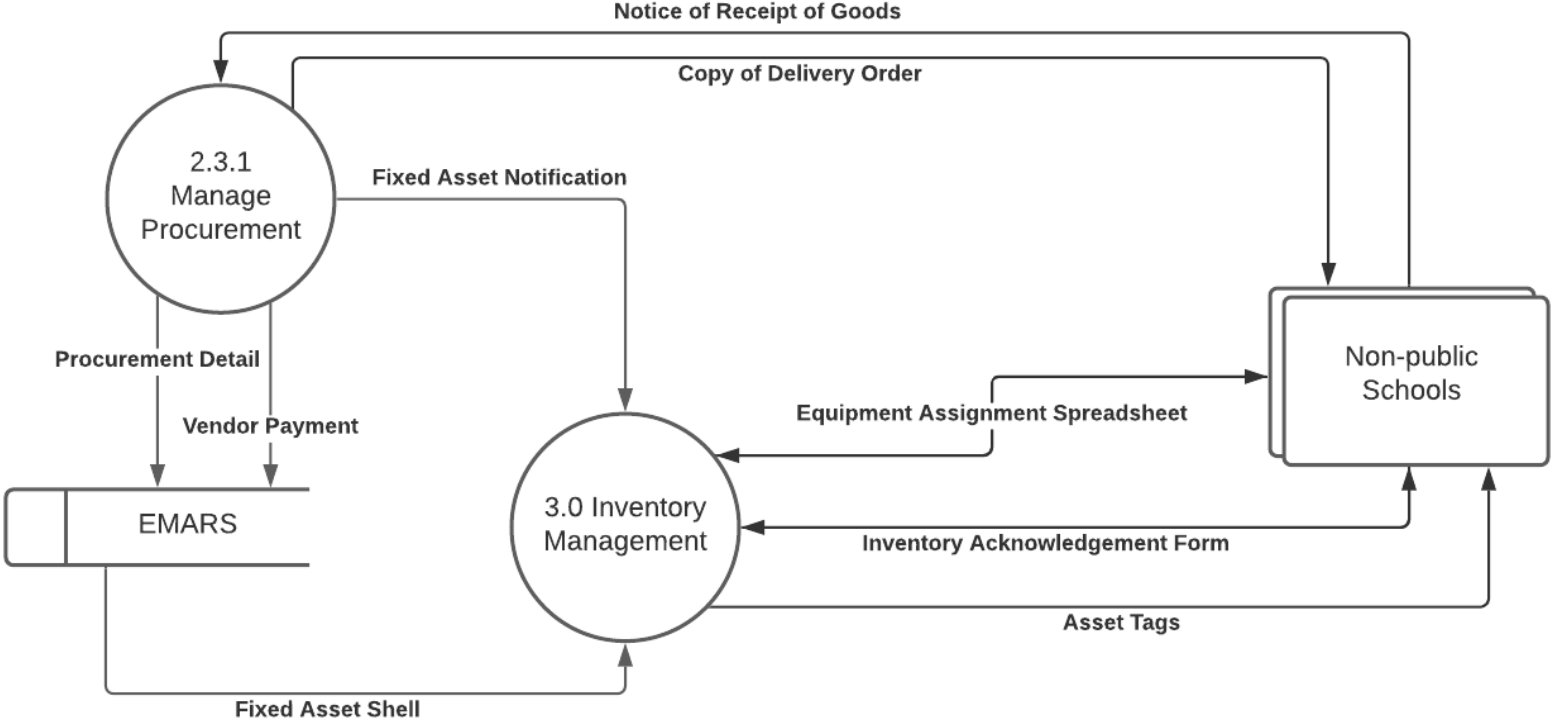 Notice of Receipt of Goods
Copy of Delivery Order
2.3.1
Manage
Procurement
Fixed Asset Notification
Procurement Detail
Vendor Payment
Non-public
Schools
Equipment Assignment Spreadsheet
EMARS
3.0 Inventory
Management
Inventory Acknowledgement Form
Asset Tags
Fixed Asset Shell